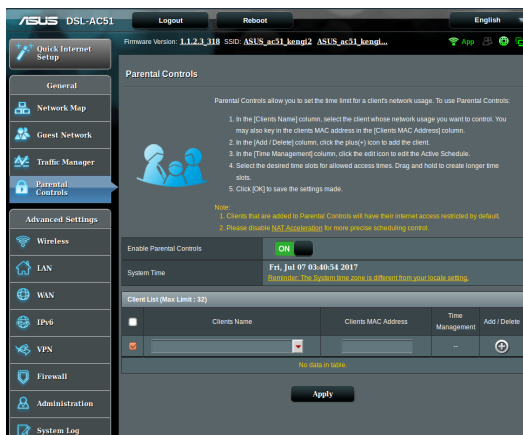 ASUS DSL-AC51
Logout
Reboot
English
Firmware Version: 1.1.2.3_318 SSID: ASUS_ac51_kengi2 ASUS_ac51_kengi...
App
Quick Internet
Setup
General
Network Map
Guest Network
Traffic Manager
Parental
Controls
Advanced Settings
Wireless
LAN
WAN
IPv6
VPN
Firewall
Administration
System Log
Parental Controls
Parental Controls allow you to set the time limit for a client's network usage. To use Parental Controls:
1. In the [Clients Name] column, select the client whose network usage you want to control. You
may also key in the clients MAC address in the [Clients MAC Address] column.
2. In the [Add / Delete] column, click the plus(+) icon to add the client.
3. In the [Time Management] column, click the edit icon to edit the Active Schedule.
4. Select the desired time slots for allowed access times. Drag and hold to create longer time
slots.
5. Click [OK] to save the settings made.
Note:
1. Clients that are added to Parental Controls will have their internet access restricted by default.
2. Please disable NAT Acceleration for more precise scheduling control.
Enable Parental Controls
ON
System Time
Fri, Jul 07 03:40:54 2017
Reminder: The System time zone is different from your locale setting.
Client List (Max Limit : 32)
Clients Name
Clients MAC Address
Time
Management
Add / Delete
--
No data in table.
Apply